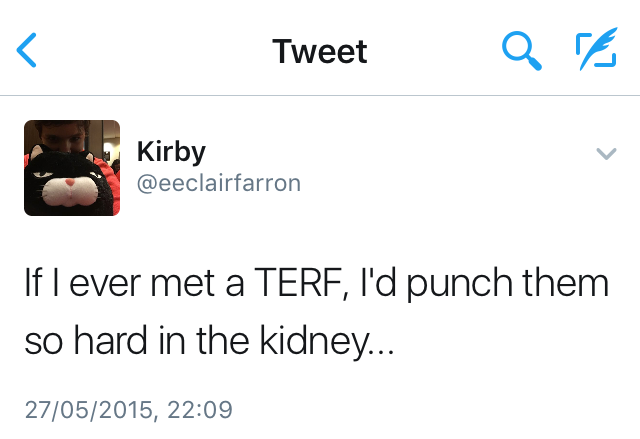 Tweet
Kirby
@eeclairfarron
If I ever met a TERF, I'd punch them
so hard in the kidney...
27/05/2015, 22:09